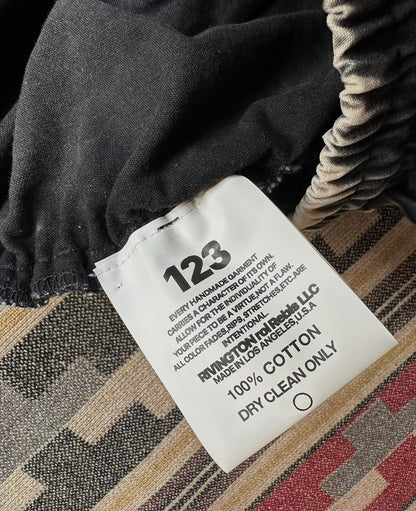 123
EVERY HANDMADE GARMENT
CARRIES A CHARACTER OF ITS OWN.
ALLOW FOR THE INDIVIDUALITY OF
YOUR PIECE TO BE A VIRTUE NOT A FLAW.
ALL COLOR FADES,RIPS, STRETCHES,ETC,ARE
INTENTIONAL.
RIVINGTON roi Rebis LLC
MADE IN LOS ANGELES, U.S.A
100% COTTON
DRY CLEAN ONLY